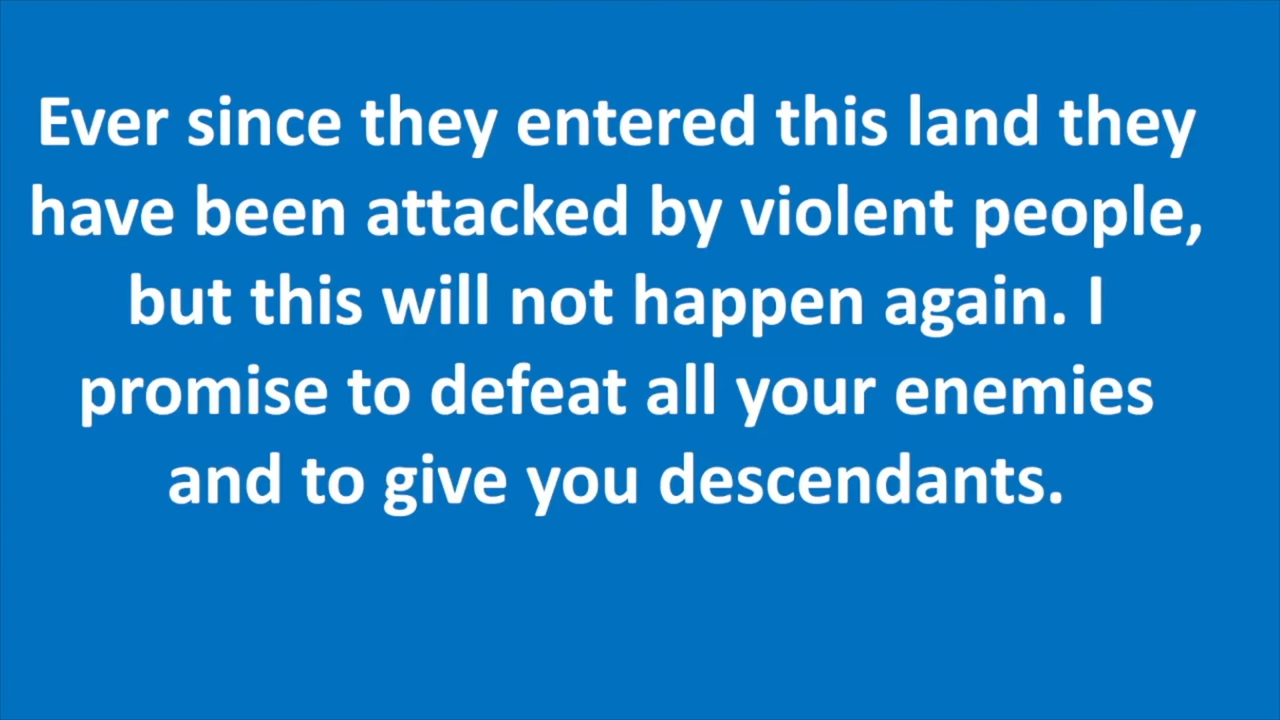 Ever since they entered this land they
have been attacked by violent people,
but this will not happen again. I
promise to defeat all your enemies
and to give you descendants.